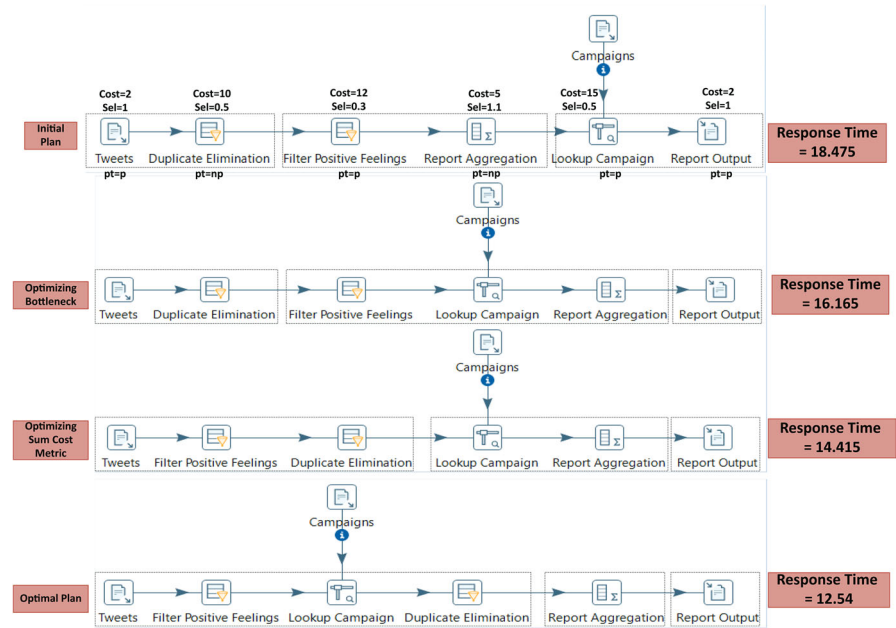 Campaigns
Cost=2 Cost=10 Cost=12 Cost=5 Cost=15 Cost=2
Sel=1 Sel=0.5 Sel=0.3 Sel=1.1 Sel=0.5 Sel=1
Initial
Plan
Tweets Duplicate Elimination Filter Positive Feelings Report Aggregation Lookup Campaign Report Output
pt=p pt=np pt=p pt=np pt=p pt=p
Response Time
= 18.475
Campaigns
Optimizing
Bottleneck
Tweets Duplicate Elimination Filter Positive Feelings Lookup Campaign Report Aggregation Report Output
Response Time
= 16.165
Campaigns
Optimizing
Sum Cost
Metric
Tweets Filter Positive Feelings Duplicate Elimination Lookup Campaign Report Aggregation Report Output
Response Time
= 14.415
Campaigns
Optimal Plan
Tweets Filter Positive Feelings Lookup Campaign Duplicate Elimination Report Aggregation Report Output
Response Time
= 12.54